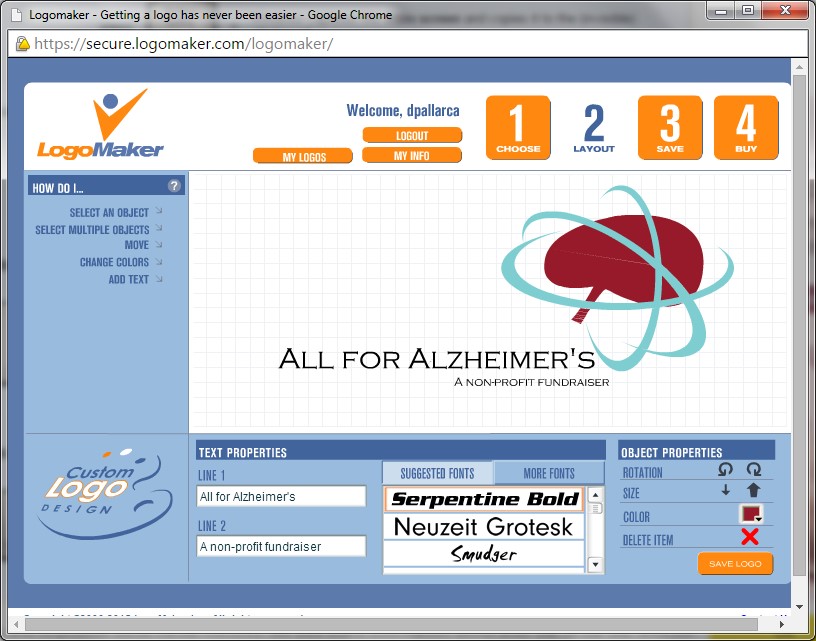 Logomaker - Getting a logo has never been easier - Google Chrome
https://secure.logomaker.com/logomaker/
LogoMaker
Welcome, dpallarca
LOGOUT
MY LOGOS
MY INFO
1
CHOOSE
2
LAYOUT
3
SAVE
4
BUY
HOW DO I...
?
SELECT AN OBJECT
SELECT MULTIPLE OBJECTS
MOVE
CHANGE COLORS
ADD TEXT
ALL FOR ALZHEIMER'S
A NON-PROFIT FUNDRAISER
Custom
Logo
DESIGN
TEXT PROPERTIES
LINE 1
All for Alzheimer's
LINE 2
A non-profit fundraiser
SUGGESTED FONTS
MORE FONTS
Serpentine Bold
Neuzeit Grotesk
Smudger
OBJECT PROPERTIES
ROTATION
SIZE
COLOR
DELETE ITEM
SAVE LOGO